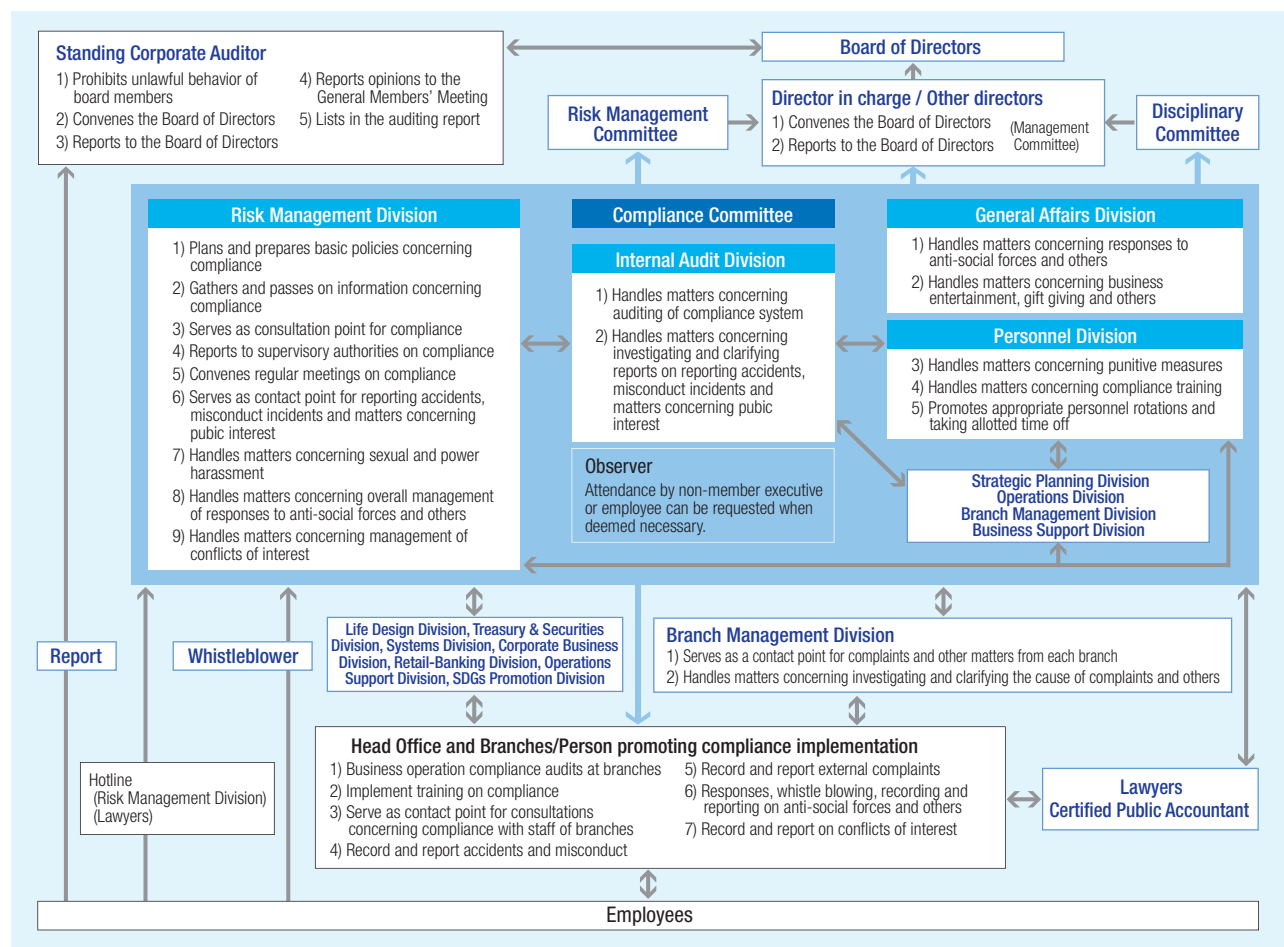 Standing Corporate Auditor
1) Prohibits unlawful behavior of
board members
2) Convenes the Board of Directors
3) Reports to the Board of Directors
4) Reports opinions to the
General Members' Meeting
5) Lists in the auditing report
Board of Directors
Risk Management
Committee
Director in charge / Other directors
1) Convenes the Board of Directors
2) Reports to the Board of Directors
(Management
Committee)
Disciplinary
Committee
Risk Management Division
1) Plans and prepares basic policies concerning
compliance
2) Gathers and passes on information concerning
compliance
3) Serves as consultation point for compliance
4) Reports to supervisory authorities on compliance
5) Convenes regular meetings on compliance
6) Serves as contact point for reporting accidents,
misconduct incidents and matters concerning
pubic interest
7) Handles matters concerning sexual and power
harassment
8) Handles matters concerning overall management
of responses to anti-social forces and others
9) Handles matters concerning management of
conflicts of interest
Compliance Committee
Internal Audit Division
1) Handles matters concerning
auditing of compliance system
2) Handles matters concerning
investigating and clarifying
reports on reporting accidents,
misconduct incidents and
matters concerning pubic
interest
Observer
Attendance by non-member executive
or employee can be requested when
deemed necessary.
General Affairs Division
1) Handles matters concerning responses to
anti-social forces and others
2) Handles matters concerning business
entertainment, gift giving and others
Personnel Division
3) Handles matters concerning punitive measures
4) Handles matters concerning compliance training
5) Promotes appropriate personnel rotations and
taking allotted time off
Strategic Planning Division
Operations Division
Branch Management Division
Business Support Division
Report
Whistleblower
Life Design Division, Treasury & Securities
Division, Systems Division, Corporate Business
Division, Retail-Banking Division, Operations
Support Division, SDGs Promotion Division
Branch Management Division
1) Serves as a contact point for complaints and other matters from each branch
2) Handles matters concerning investigating and clarifying the cause of complaints and others
Hotline
(Risk Management Division)
(Lawyers)
Head Office and Branches/Person promoting compliance implementation
1) Business operation compliance audits at branches
2) Implement training on compliance
3) Serve as contact point for consultations
concerning compliance with staff of branches
4) Record and report accidents and misconduct
5) Record and report external complaints
6) Responses, whistle blowing, recording and
reporting on anti-social forces and others
7) Record and report on conflicts of interest
Lawyers
Certified Public Accountant
Employees